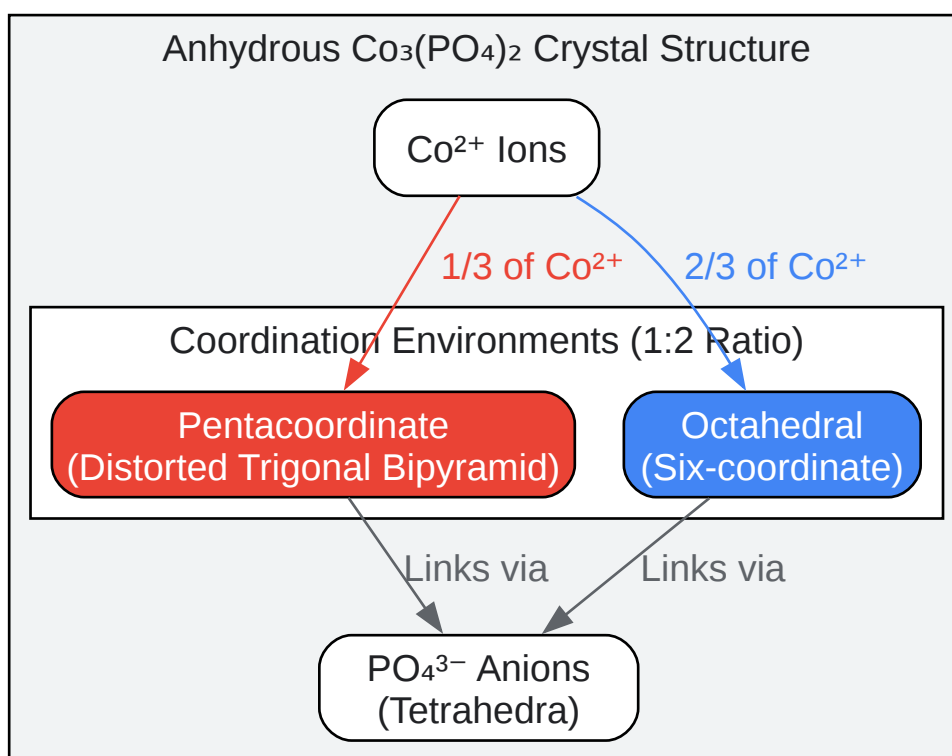 Anhydrous Co₃(PO₄)₂ Crystal Structure
Co²⁺ Ions
1/3 of Co²⁺
2/3 of Co²⁺
Coordination Environments (1:2 Ratio)
Pentacoordinate
(Distorted Trigonal Bipyramid)
Octahedral
(Six-coordinate)
Links via
Links via
PO₄³⁻ Anions
(Tetrahedra)